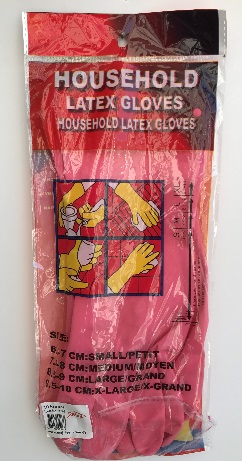 HOUSEHOLD
LATEX GLOVES
HOUSEHOLD LATEX GLOVES
SIZE:
6-7 CM:SMALL/PETIT
7-8 CM:MEDIUM/MOYEN
8-9 CM:LARGE/GRAND
9.5-10 CM:X-LARGE/X-GRAND